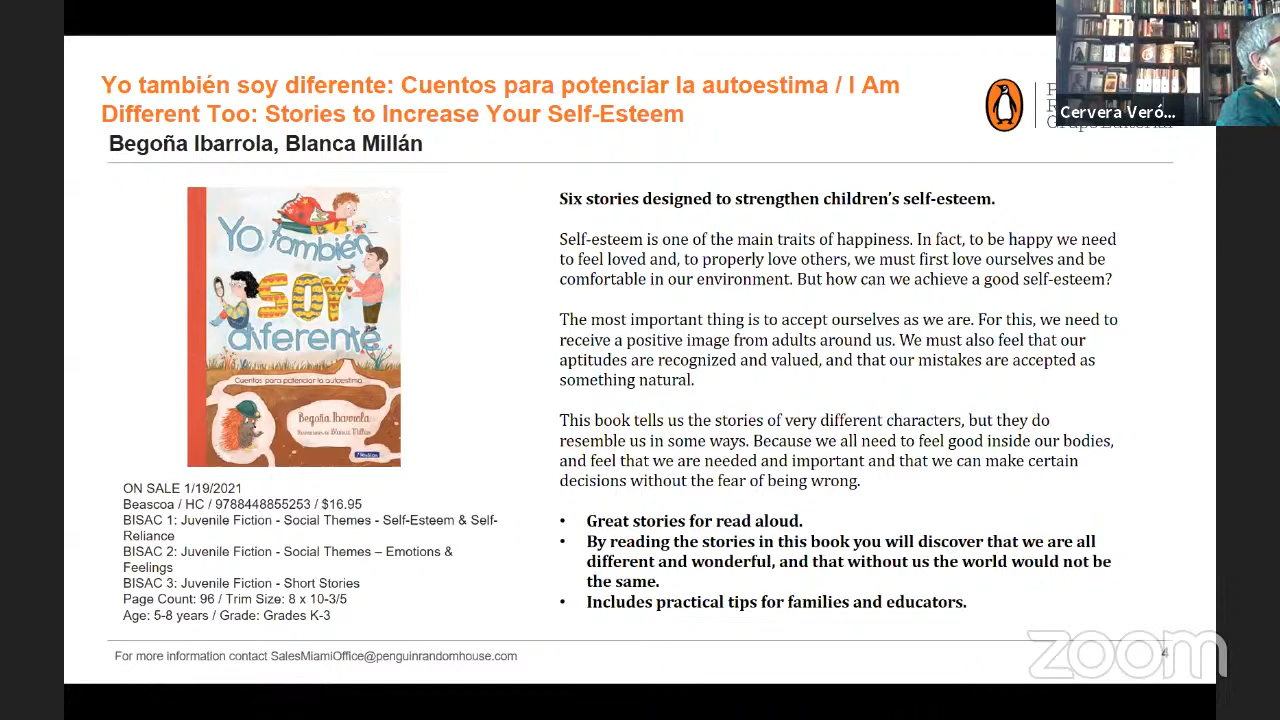 Yo también soy diferente: Cuentos para potenciar la autoestima / I Am
Different Too: Stories to Increase Your Self-Esteem
Begoña Ibarrola, Blanca Millán
Cervera Veró...
Yo también
SOY
diferente
Cuentos para potenciar la autoestima
Begoña Ibarrola
Blanca Millán
ON SALE 1/19/2021
Beascoa / HC / 9788448855253 / $16.95
BISAC 1: Juvenile Fiction - Social Themes - Self-Esteem & Self-
Reliance
BISAC 2: Juvenile Fiction - Social Themes – Emotions &
Feelings
BISAC 3: Juvenile Fiction - Short Stories
Page Count: 96 / Trim Size: 8 x 10-3/5
Age: 5-8 years / Grade: Grades K-3
Six stories designed to strengthen children’s self-esteem.
Self-esteem is one of the main traits of happiness. In fact, to be happy we need
to feel loved and, to properly love others, we must first love ourselves and be
comfortable in our environment. But how can we achieve a good self-esteem?
The most important thing is to accept ourselves as we are. For this, we need to
receive a positive image from adults around us. We must also feel that our
aptitudes are recognized and valued, and that our mistakes are accepted as
something natural.
This book tells us the stories of very different characters, but they do
resemble us in some ways. Because we all need to feel good inside our bodies,
and feel that we are needed and important and that we can make certain
decisions without the fear of being wrong.
• Great stories for read aloud.
• By reading the stories in this book you will discover that we are all
different and wonderful, and that without us the world would not be
the same.
• Includes practical tips for families and educators.
For more information contact SalesMiamiOffice@penguinrandomhouse.com
4
zoom